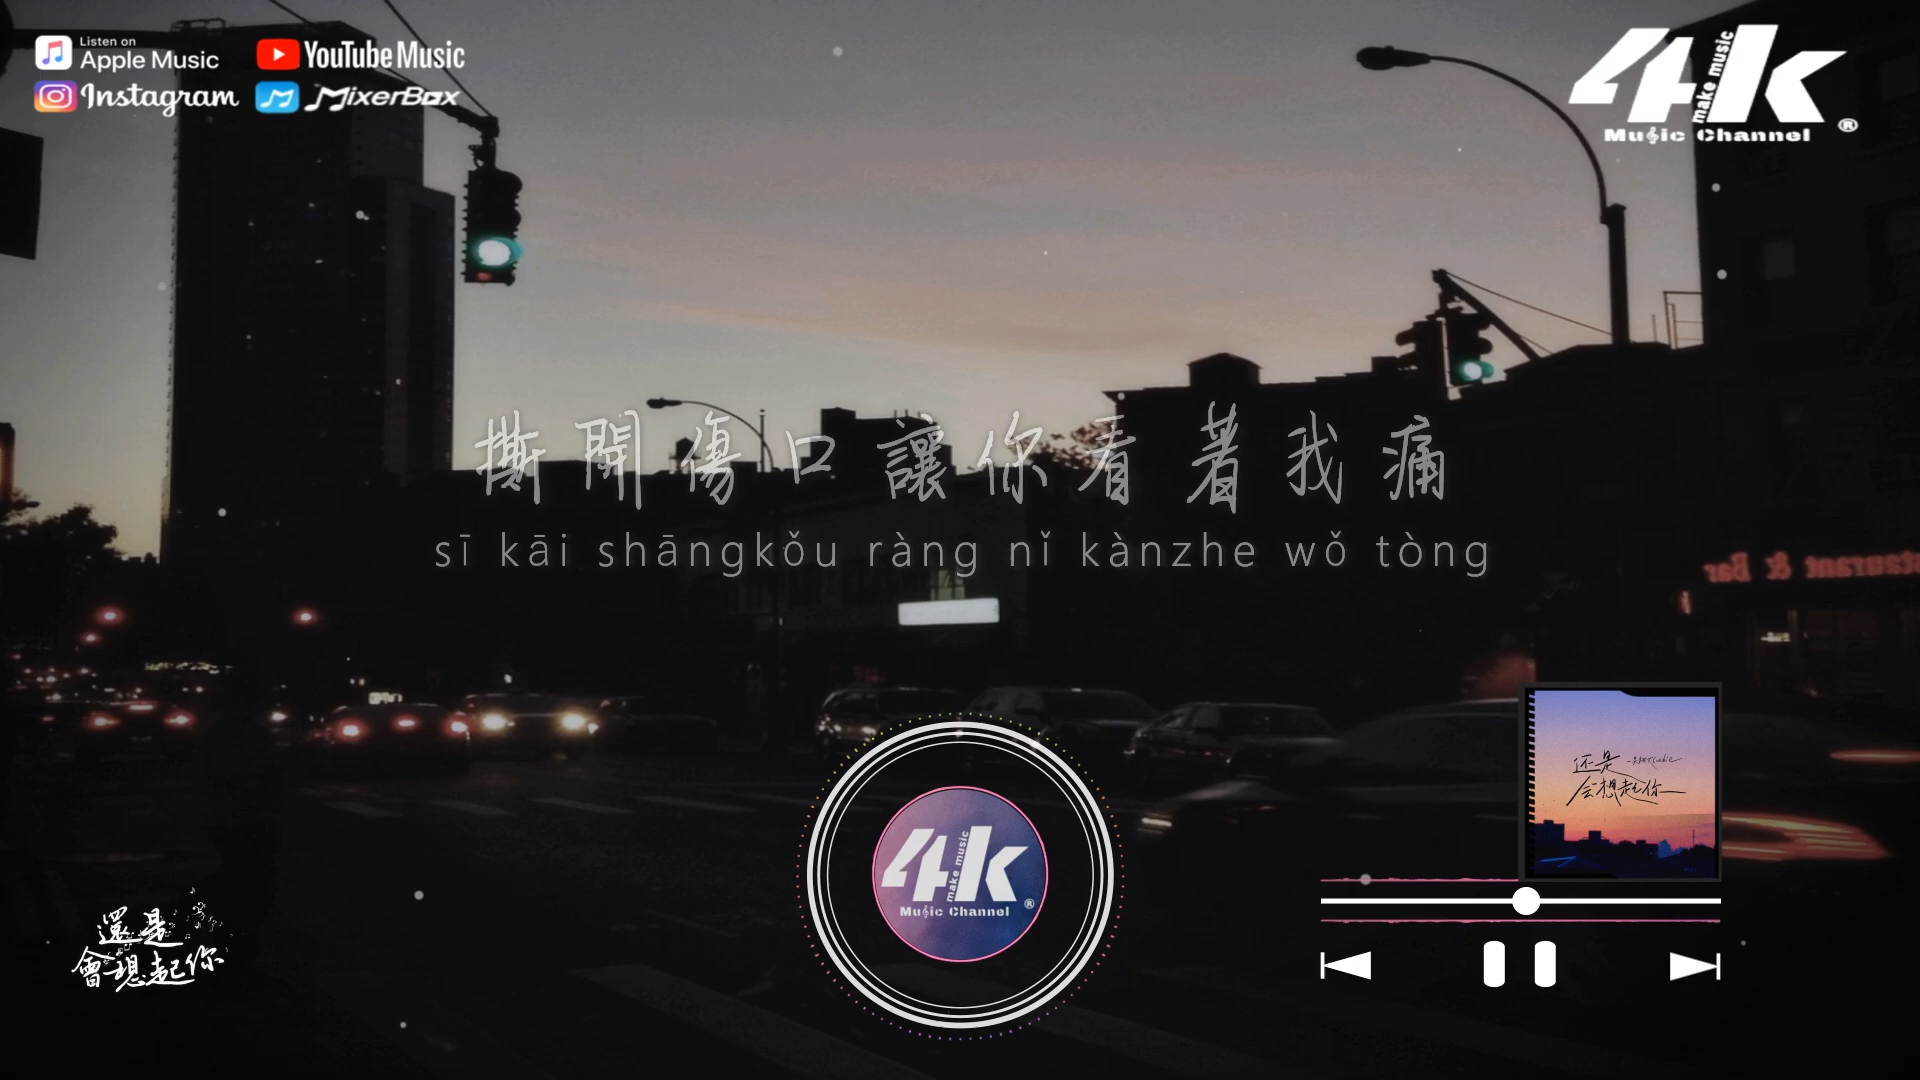 Listen on
Apple Music
YouTube Music
Instagram
MixerBox
4k
make music
Music Channel ®
撕開傷口讓你看著我痛
sī kāi shāngkǒu ràng nǐ kànzhe wǒ tòng
taurant & Bar
还是
会想起你
4k
make music
Music Channel ®
還是
會想起你